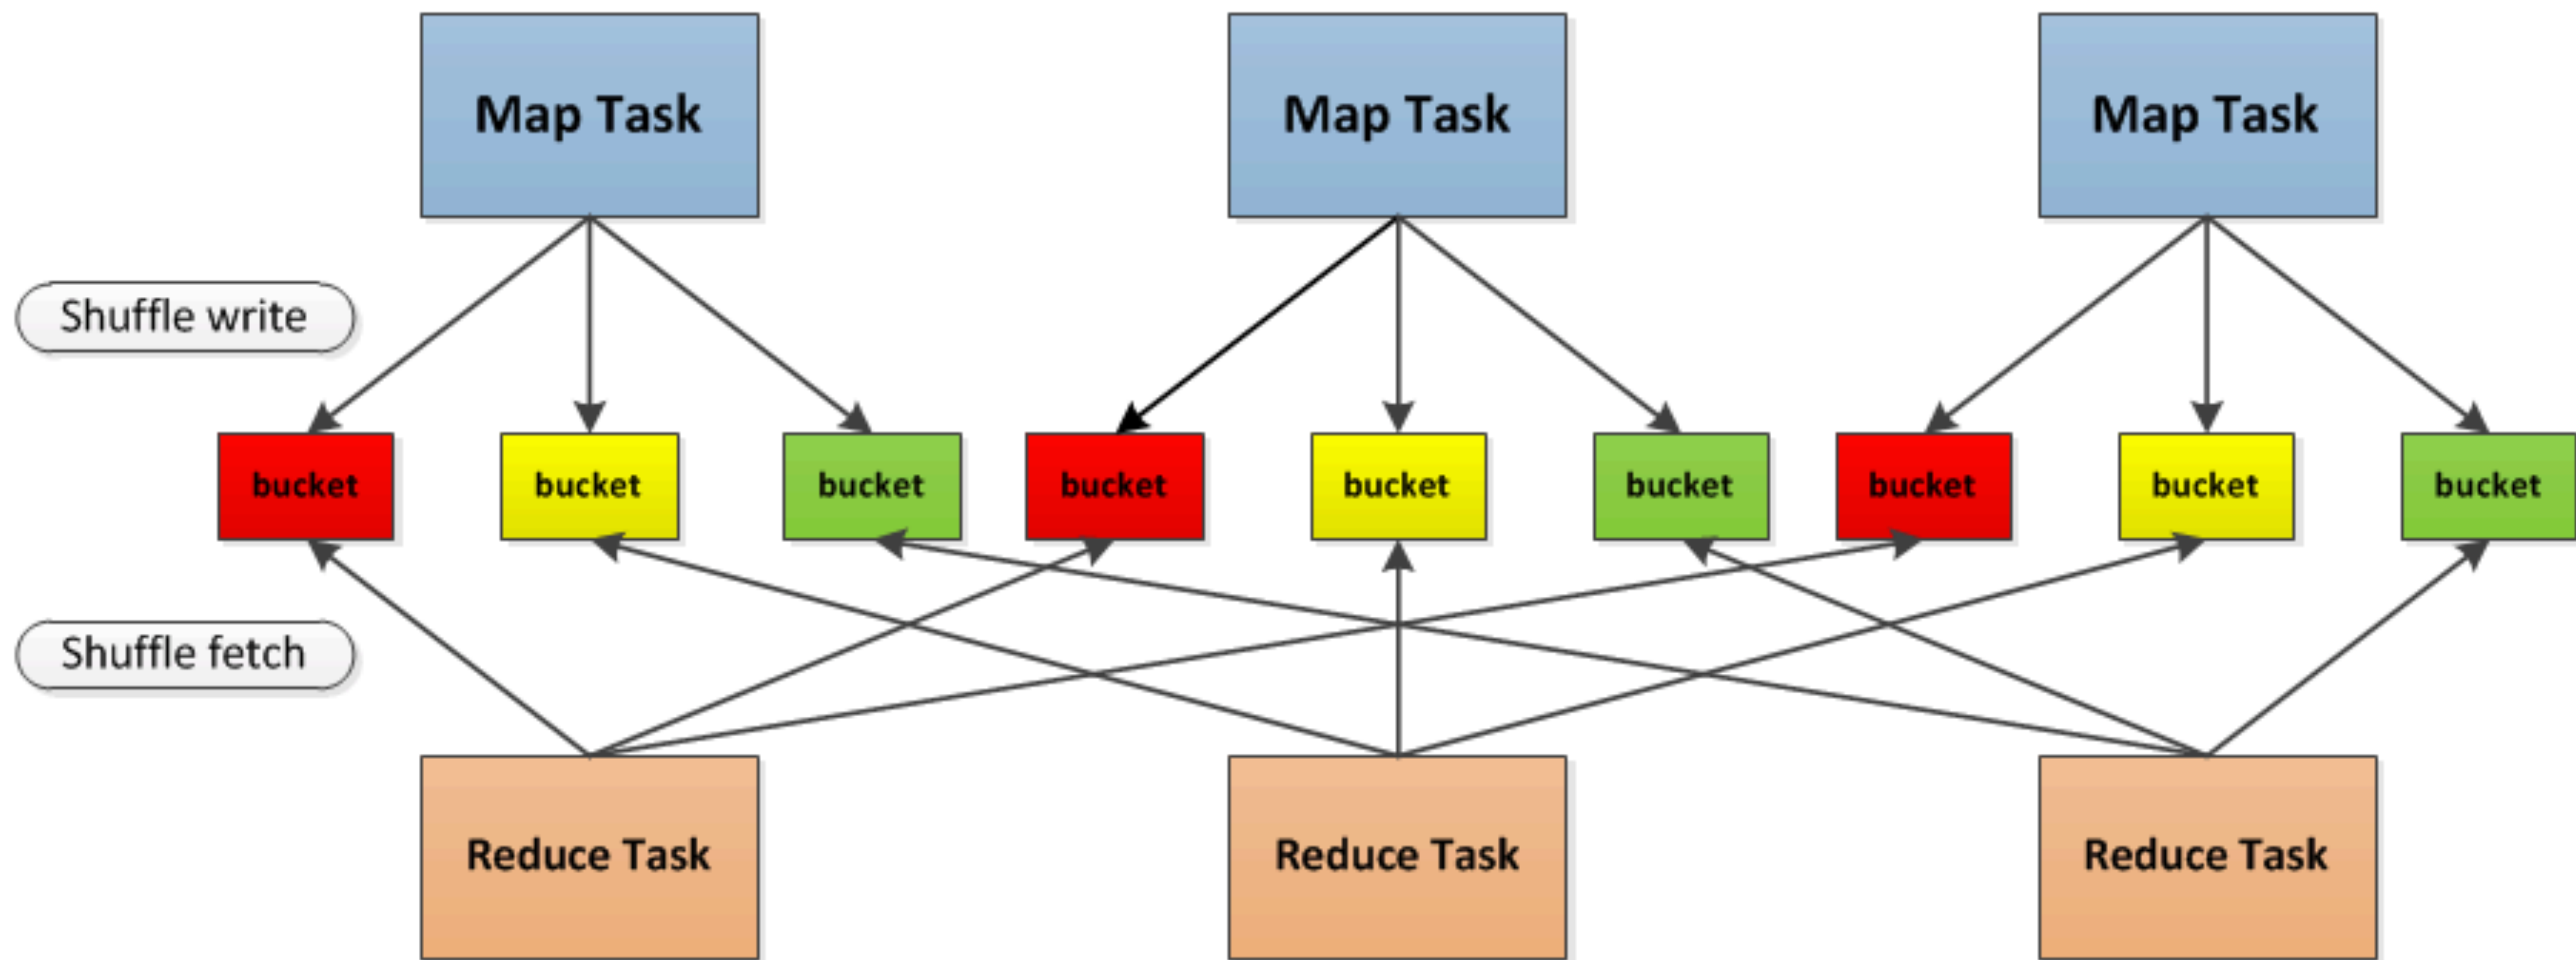 Map Task
Map Task
Map Task
Shuffle write
bucket
bucket
bucket
bucket
bucket
bucket
bucket
bucket
bucket
Shuffle fetch
Reduce Task
Reduce Task
Reduce Task